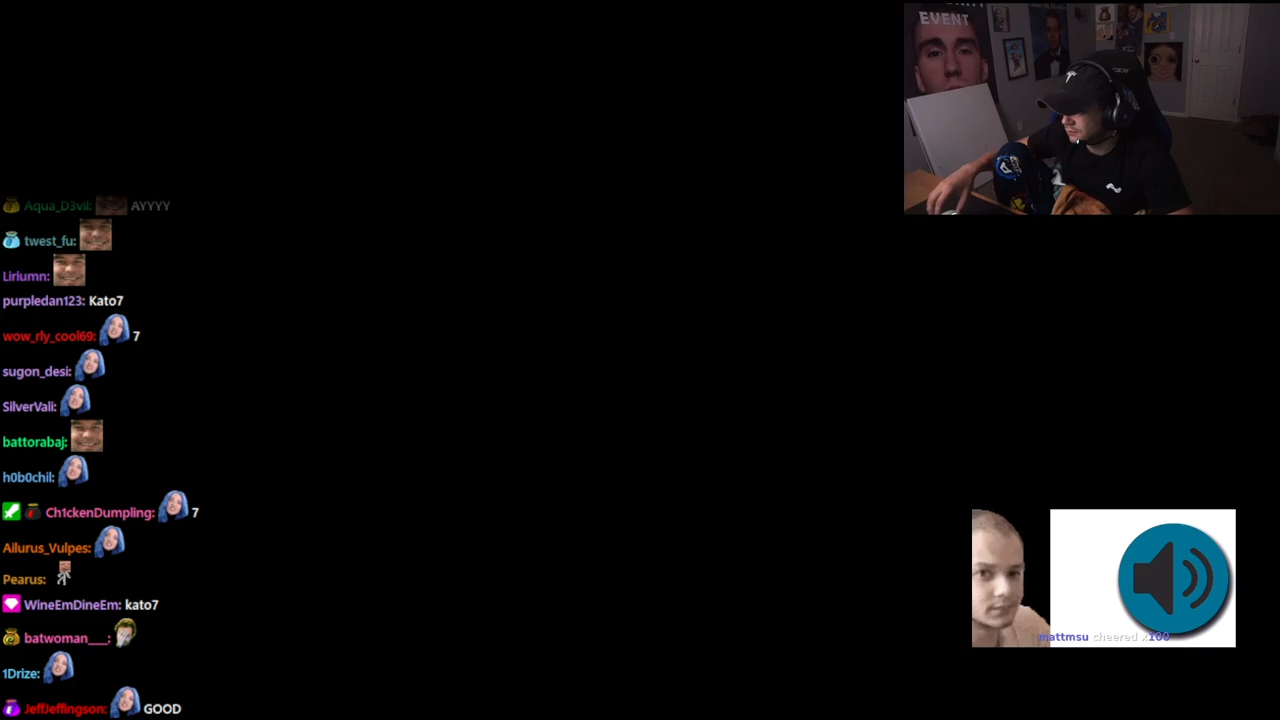 EVENT
Aqua_D3vil: AYYYY
twest_fu:
Liriumn:
purpledan123: Kato7
wow_rly_cool69: 7
sugon_desi:
SilverVali:
battorabaj:
h0b0chil:
Ch1ckenDumpling: 7
Ailurus_Vulpes:
Pearus:
WineEmDineEm: kato7
batwoman___:
1Drize:
JeffJeffingson: GOOD
mattmsu cheered x100